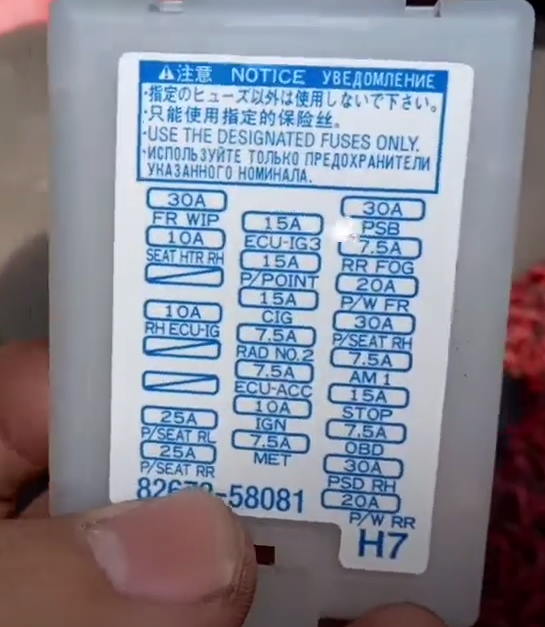 ⚠注意 NOTICE УВЕДОМЛЕНИЕ
・指定のヒューズ以外は使用しないで下さい。
・只能使用指定的保险丝。
・USE THE DESIGNATED FUSES ONLY.
・ИСПОЛЬЗУЙТЕ ТОЛЬКО ПРЕДОХРАНИТЕЛИ
УКАЗАННОГО НОМИНАЛА.
30A
FR WIP
10A
SEAT HTR RH
10A
RH ECU-IG
25A
P/SEAT RL
25A
P/SEAT RR
15A
ECU-IG3
15A
P/POINT
15A
CIG
7.5A
RAD NO.2
7.5A
ECU-ACC
10A
IGN
7.5A
MET
30A
PSB
7.5A
RR FOG
20A
P/W FR
30A
P/SEAT RH
7.5A
AM 1
15A
STOP
7.5A
OBD
30A
PSD RH
20A
P/W RR
-58081
H7